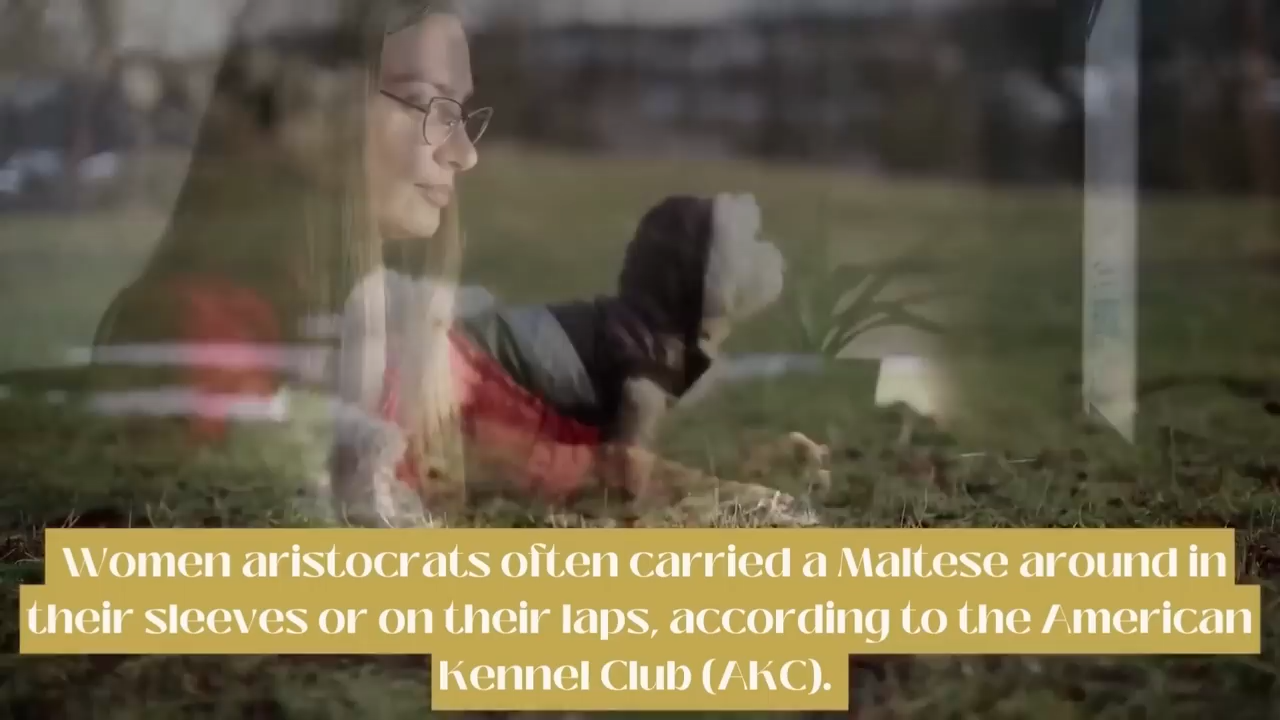 Women aristocrats often carried a Maltese around in
their sleeves or on their laps, according to the American
Kennel Club (AKC).